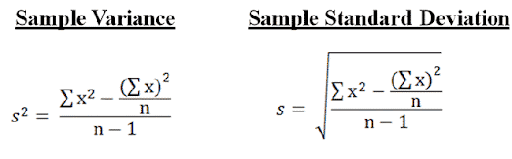 Sample Variance
s² = (∑x² − (∑x)²/n) / (n − 1)
Sample Standard Deviation
s = √((∑x² − (∑x)²/n) / (n − 1))